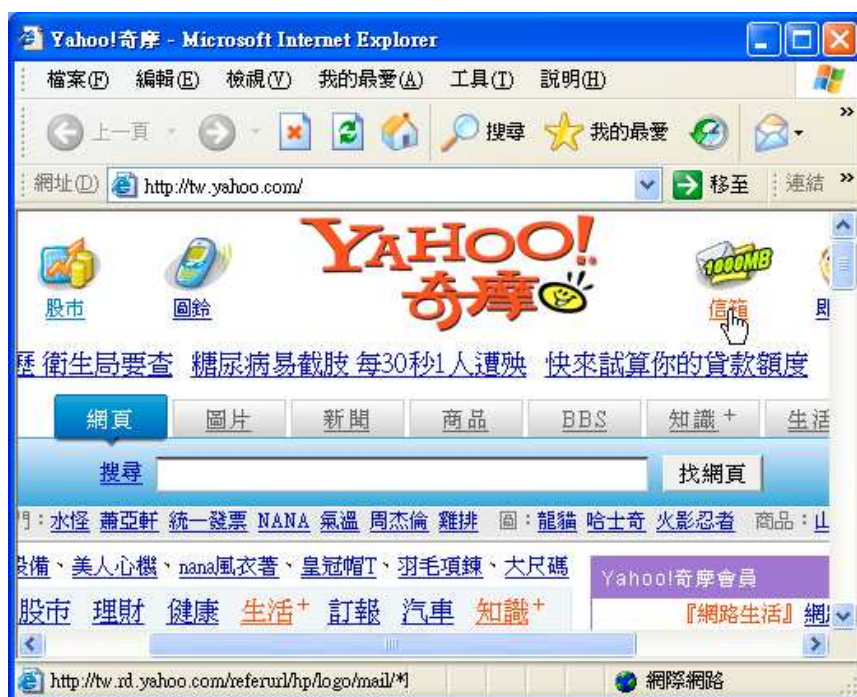 Yahoo!奇摩 - Microsoft Internet Explorer
檔案(F) 編輯(E) 檢視(V) 我的最愛(A) 工具(T) 說明(H)
上一頁 搜尋 我的最愛 »
網址(D) http://tw.yahoo.com/ 移至 連結 »
YAHOO!
奇摩
1000MB
股市 圖鈴 信箱 即
歷 衛生局要查 糖尿病易截肢 每30秒1人遭殃 快來試算你的貸款額度
網頁 圖片 新聞 商品 BBS 知識+ 生活
搜尋 找網頁
門：水怪 蕭亞軒 統一發票 NANA 氣溫 周杰倫 雞排 圖：龍貓 哈士奇 火影忍者 商品：山
設備、美人心機、nana風衣著、皇冠帽T、羽毛項鍊、大尺碼
Yahoo!奇摩會員
股市 理財 健康 生活+ 訂報 汽車 知識+
『網路生活』網
http://tw.rd.yahoo.com/referurl/hp/logo/mail/*
網際網路